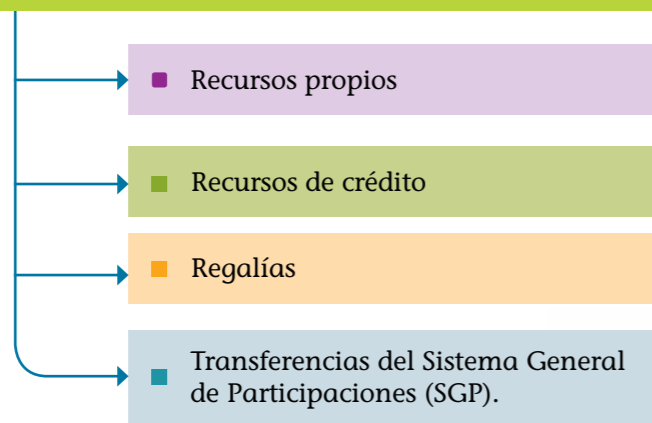 Recursos propios
Recursos de crédito
Regalías
Transferencias del Sistema General
de Participaciones (SGP).